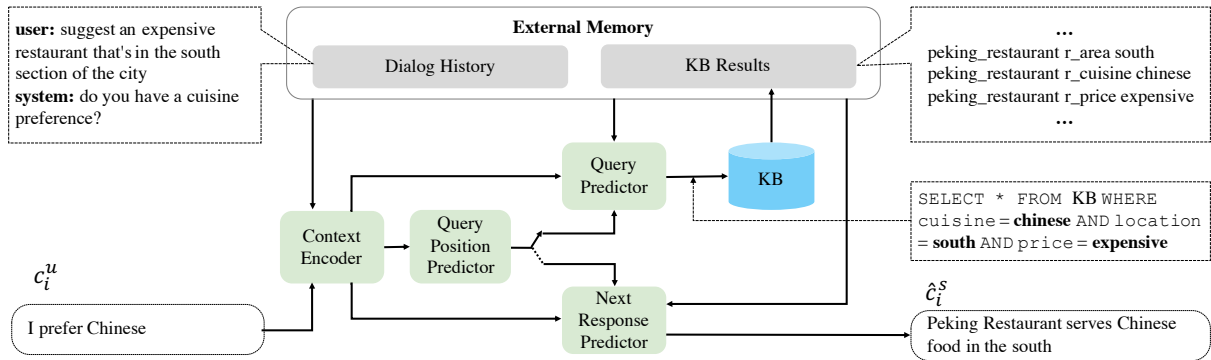 user: suggest an expensive
restaurant that's in the south
section of the city
system: do you have a cuisine
preference?
External Memory
Dialog History
KB Results
...
peking_restaurant r_area south
peking_restaurant r_cuisine chinese
peking_restaurant r_price expensive
...
Query
Predictor
KB
SELECT * FROM KB WHERE
cuisine = chinese AND location
= south AND price = expensive
Context
Encoder
Query
Position
Predictor
Next
Response
Predictor
c_i^u
I prefer Chinese
ĉ_i^s
Peking Restaurant serves Chinese
food in the south